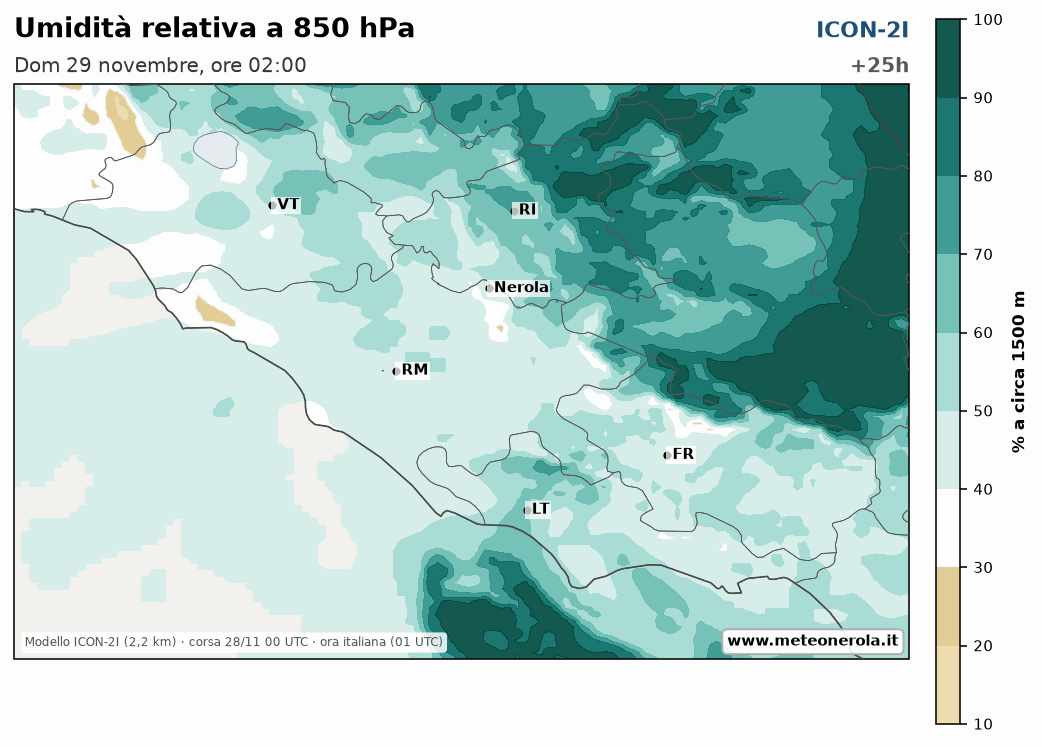 Umidità relativa a 850 hPa
ICON-2I
Dom 29 novembre, ore 02:00
+25h
VT
RI
Nerola
RM
FR
LT
Modello ICON-2I (2,2 km) · corsa 28/11 00 UTC · ora italiana (01 UTC)
www.meteonerola.it
100
90
80
70
60
50
40
30
20
10
% a circa 1500 m